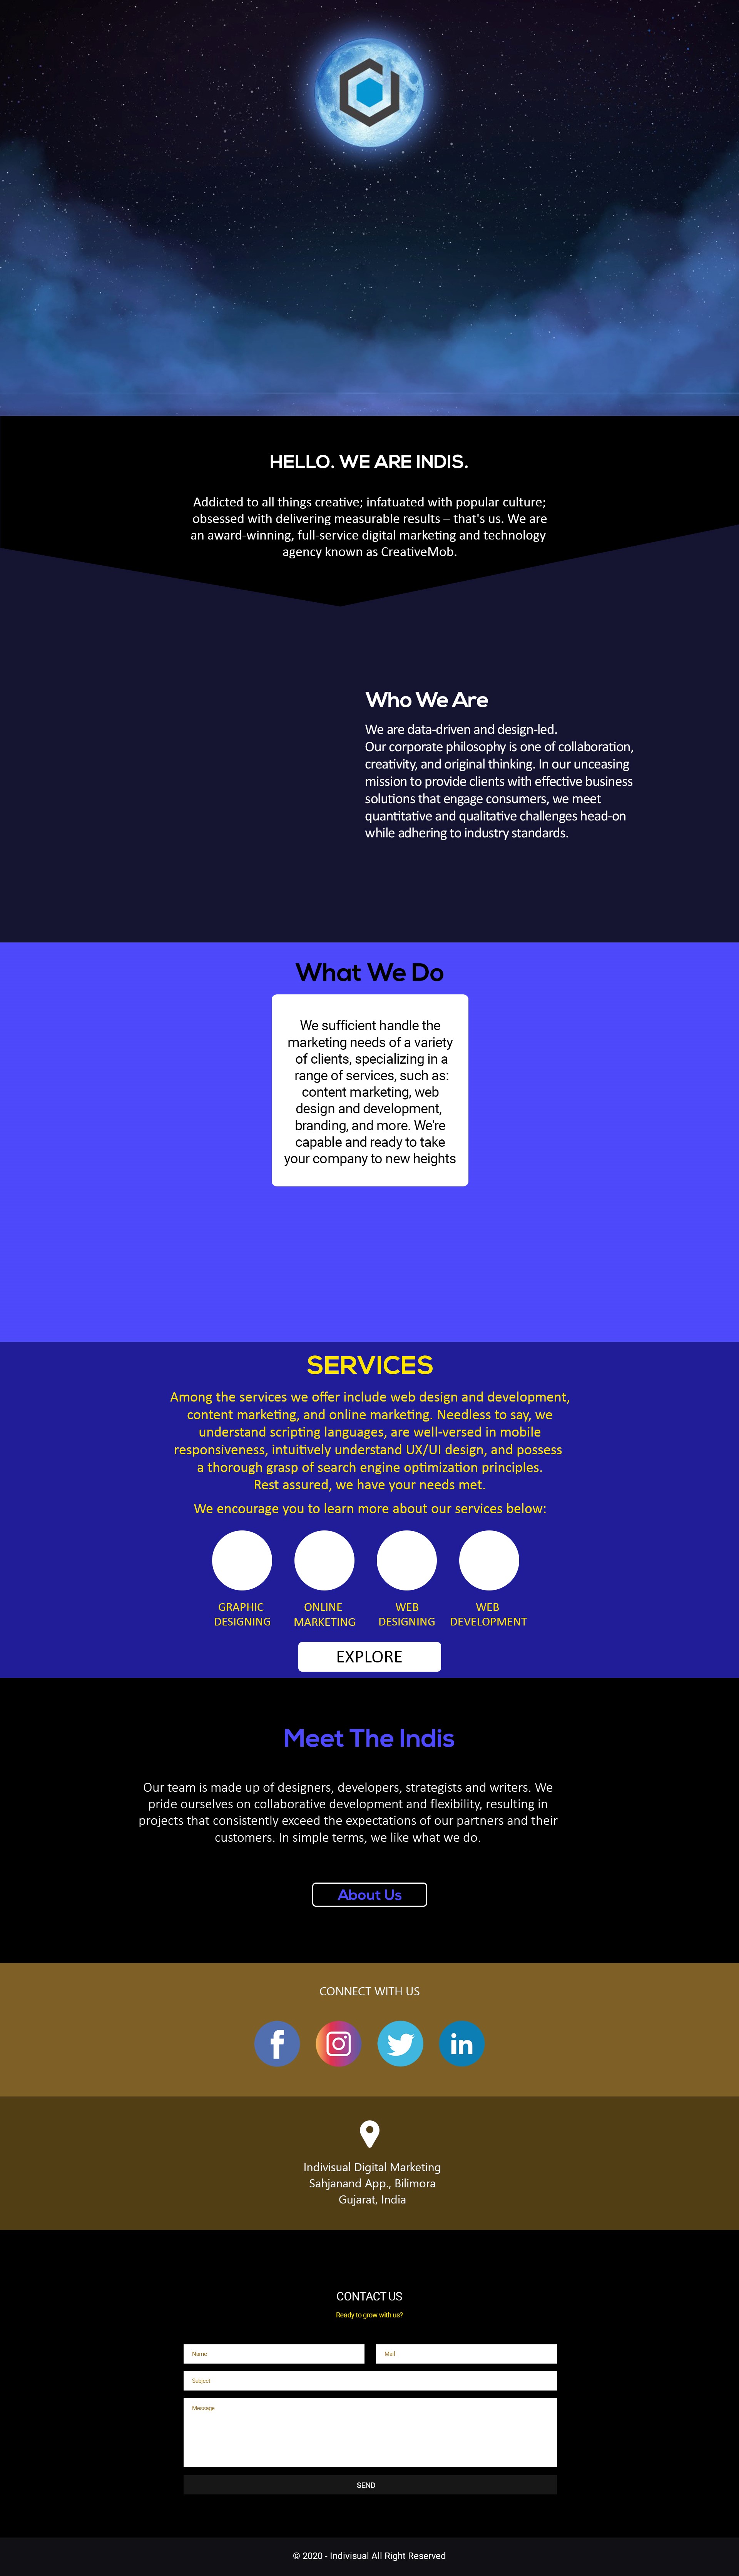 HELLO. WE ARE INDIS.
Addicted to all things creative; infatuated with popular culture;
obsessed with delivering measurable results – that's us. We are
an award-winning, full-service digital marketing and technology
agency known as CreativeMob.
Who We Are
We are data-driven and design-led.
Our corporate philosophy is one of collaboration,
creativity, and original thinking. In our unceasing
mission to provide clients with effective business
solutions that engage consumers, we meet
quantitative and qualitative challenges head-on
while adhering to industry standards.
What We Do
We sufficient handle the
marketing needs of a variety
of clients, specializing in a
range of services, such as:
content marketing, web
design and development,
branding, and more. We're
capable and ready to take
your company to new heights
SERVICES
Among the services we offer include web design and development,
content marketing, and online marketing. Needless to say, we
understand scripting languages, are well-versed in mobile
responsiveness, intuitively understand UX/UI design, and possess
a thorough grasp of search engine optimization principles.
Rest assured, we have your needs met.
We encourage you to learn more about our services below:
GRAPHIC
DESIGNING
ONLINE
MARKETING
WEB
DESIGNING
WEB
DEVELOPMENT
EXPLORE
Meet The Indis
Our team is made up of designers, developers, strategists and writers. We
pride ourselves on collaborative development and flexibility, resulting in
projects that consistently exceed the expectations of our partners and their
customers. In simple terms, we like what we do.
About Us
CONNECT WITH US
Indivisual Digital Marketing
Sahjanand App., Bilimora
Gujarat, India
CONTACT US
Ready to grow with us?
Name
Mail
Subject
Message
SEND
© 2020 - Indivisual All Right Reserved